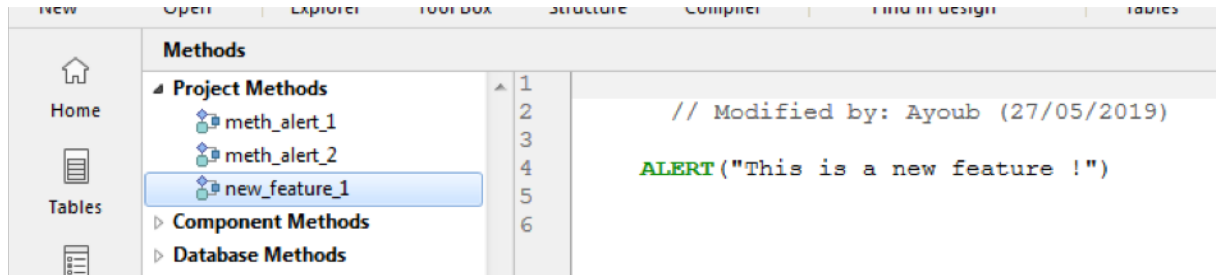 New Open Explorer Tool Box Structure Compiler Find in design Tables
Methods
Home
Tables
Project Methods
meth_alert_1
meth_alert_2
new_feature_1
Component Methods
Database Methods
1
2 // Modified by: Ayoub (27/05/2019)
3
4 ALERT("This is a new feature !")
5
6